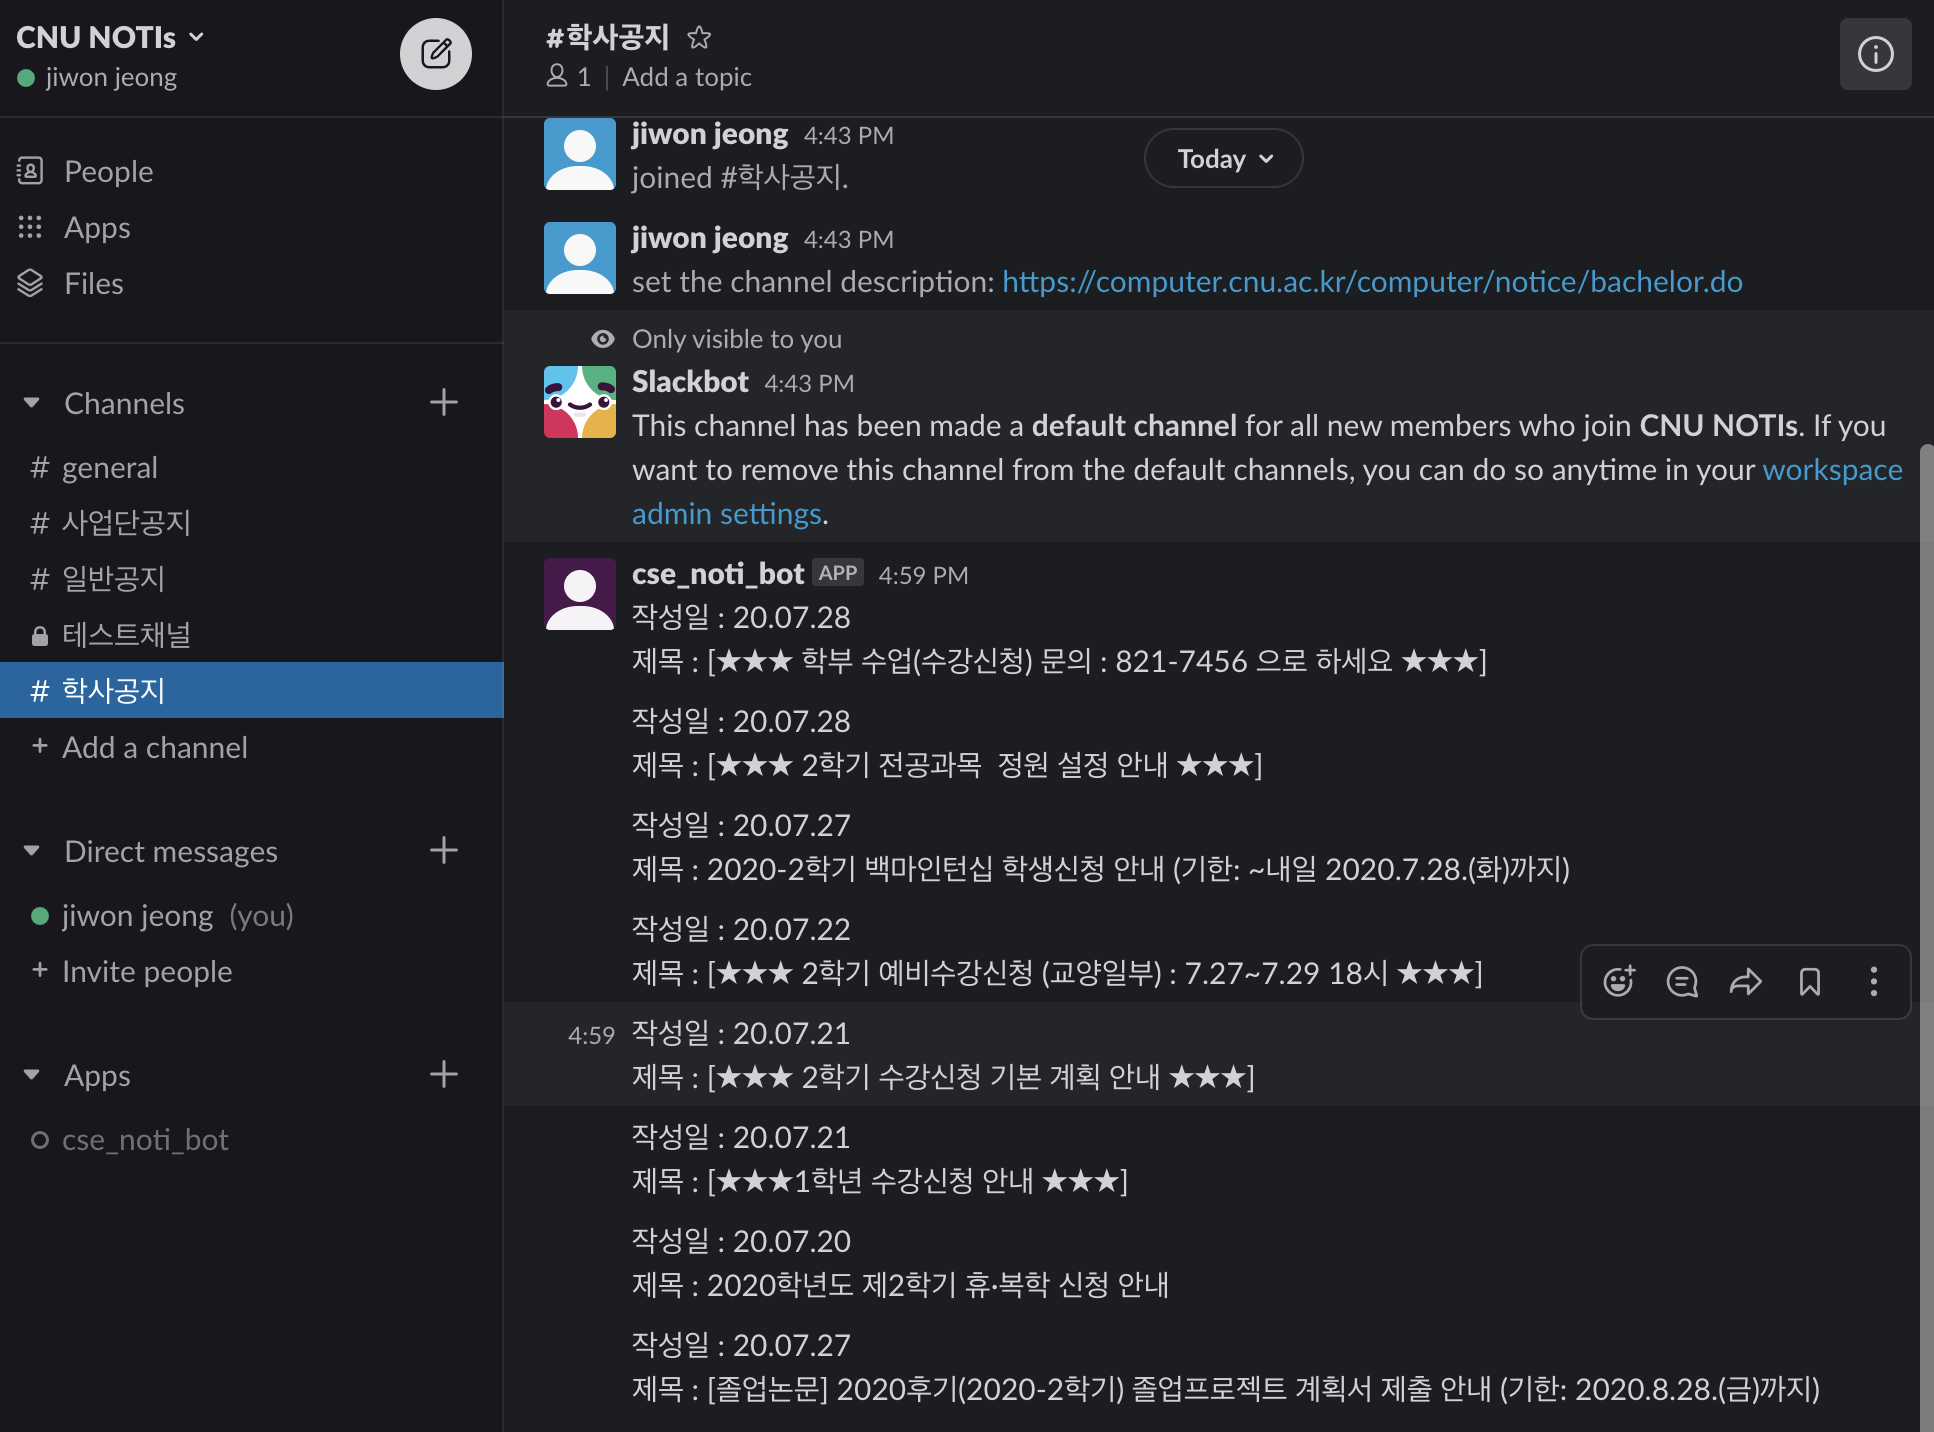 CNU NOTIs
jiwon jeong
People
Apps
Files
Channels
# general
# 사업단공지
# 일반공지
테스트채널
# 학사공지
+ Add a channel
Direct messages
jiwon jeong (you)
+ Invite people
Apps
cse_noti_bot
#학사공지
1 | Add a topic
Today
jiwon jeong 4:43 PM
joined #학사공지.
jiwon jeong 4:43 PM
set the channel description: https://computer.cnu.ac.kr/computer/notice/bachelor.do
Only visible to you
Slackbot 4:43 PM
This channel has been made a default channel for all new members who join CNU NOTIs. If you
want to remove this channel from the default channels, you can do so anytime in your workspace
admin settings.
cse_noti_bot APP 4:59 PM
작성일 : 20.07.28
제목 : [★★★ 학부 수업(수강신청) 문의 : 821-7456 으로 하세요 ★★★]
작성일 : 20.07.28
제목 : [★★★ 2학기 전공과목  정원 설정 안내 ★★★]
작성일 : 20.07.27
제목 : 2020-2학기 백마인턴십 학생신청 안내 (기한: ~내일 2020.7.28.(화)까지)
작성일 : 20.07.22
제목 : [★★★ 2학기 예비수강신청 (교양일부) : 7.27~7.29 18시 ★★★]
4:59 작성일 : 20.07.21
제목 : [★★★ 2학기 수강신청 기본 계획 안내 ★★★]
작성일 : 20.07.21
제목 : [★★★1학년 수강신청 안내 ★★★]
작성일 : 20.07.20
제목 : 2020학년도 제2학기 휴·복학 신청 안내
작성일 : 20.07.27
제목 : [졸업논문] 2020후기(2020-2학기) 졸업프로젝트 계획서 제출 안내 (기한: 2020.8.28.(금)까지)